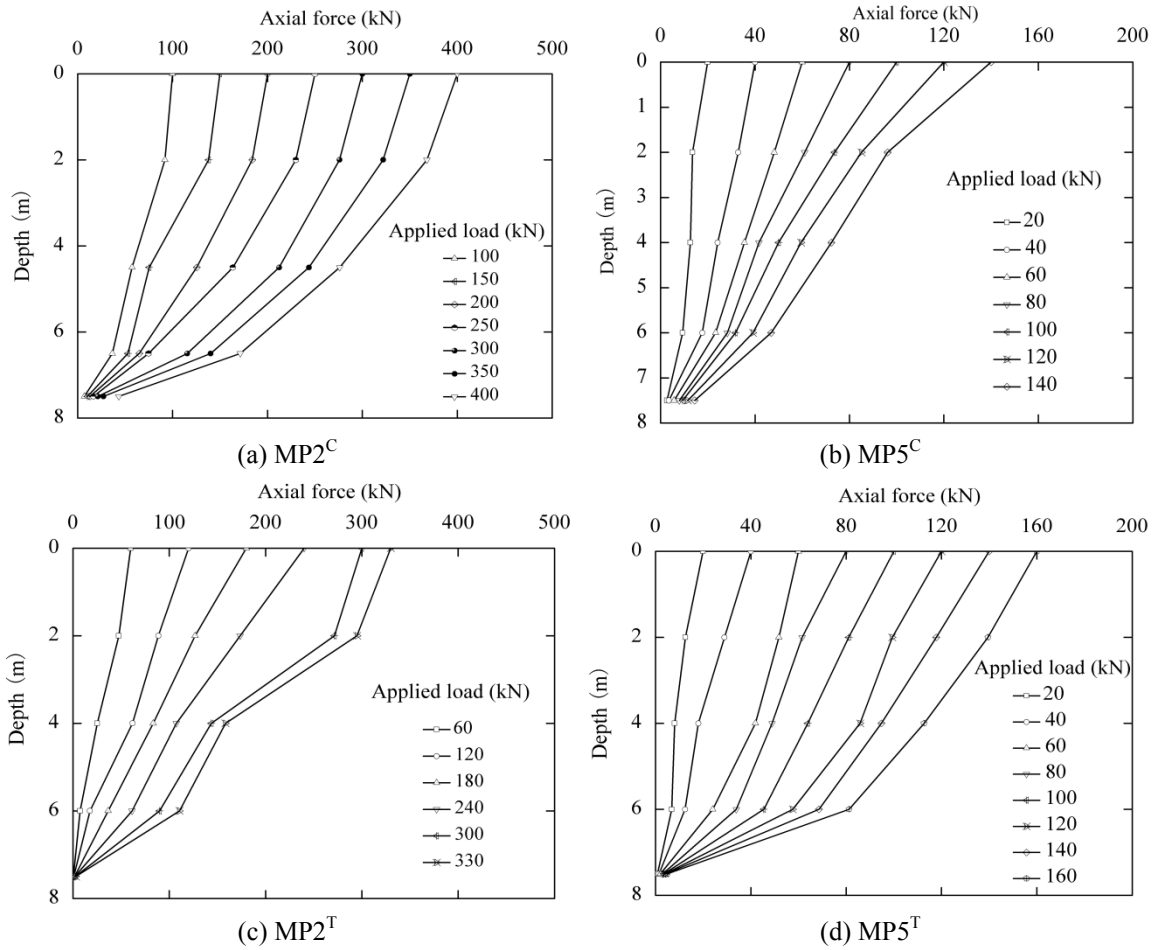 Axial force (kN)
0 100 200 300 400 500
0
2
4
6
8
Depth (m)
Applied load (kN)
100
150
200
250
300
350
400
(a) MP2C
Axial force (kN)
0 40 80 120 160 200
0
1
2
3
4
5
6
7
8
Depth (m)
Applied load (kN)
20
40
60
80
100
120
140
(b) MP5C
Axial force (kN)
0 100 200 300 400 500
0
2
4
6
8
Depth (m)
Applied load (kN)
60
120
180
240
300
330
(c) MP2T
Axial force (kN)
0 40 80 120 160 200
0
2
4
6
8
Depth (m)
Applied load (kN)
20
40
60
80
100
120
140
160
(d) MP5T